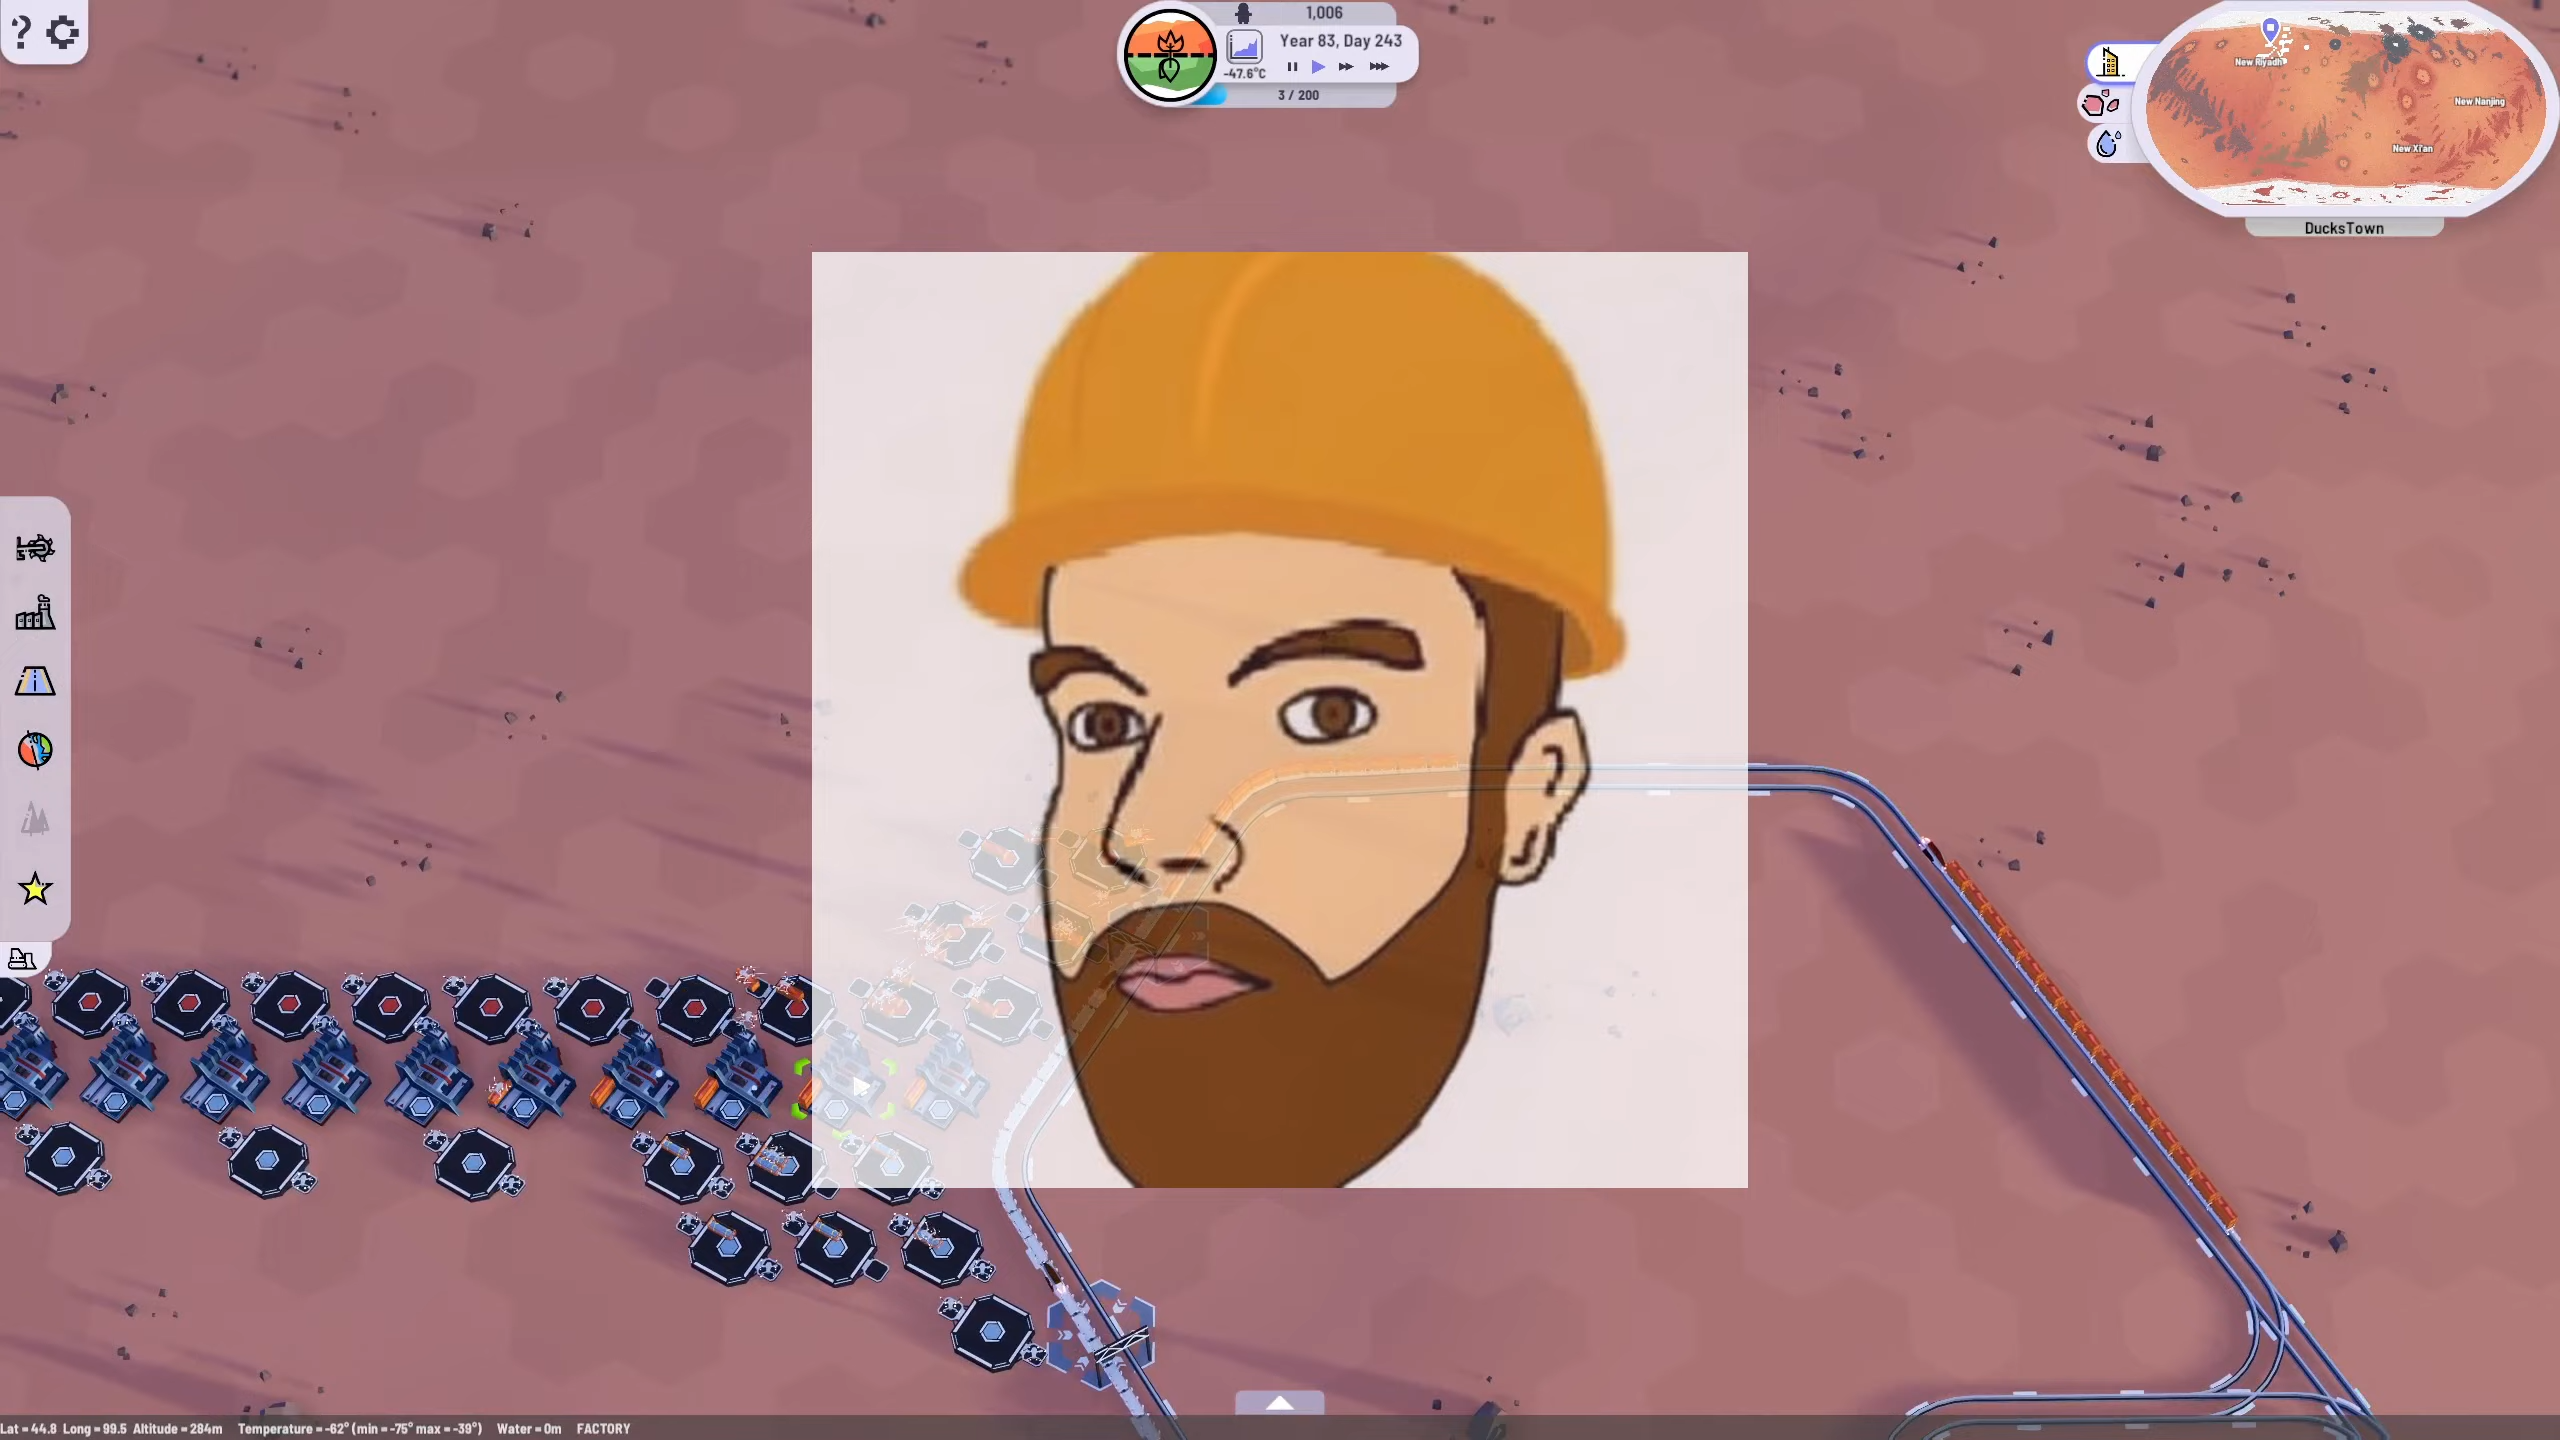 ?
1,006
Year 83, Day 243
-47.6°C
3 / 200
New Riyadh
New Nanjing
New Xi'an
DucksTown
Lat = 44.8 Long = 99.5 Altitude = 284m Temperature = -62° (min = -75° max = -39°) Water = 0m FACTORY